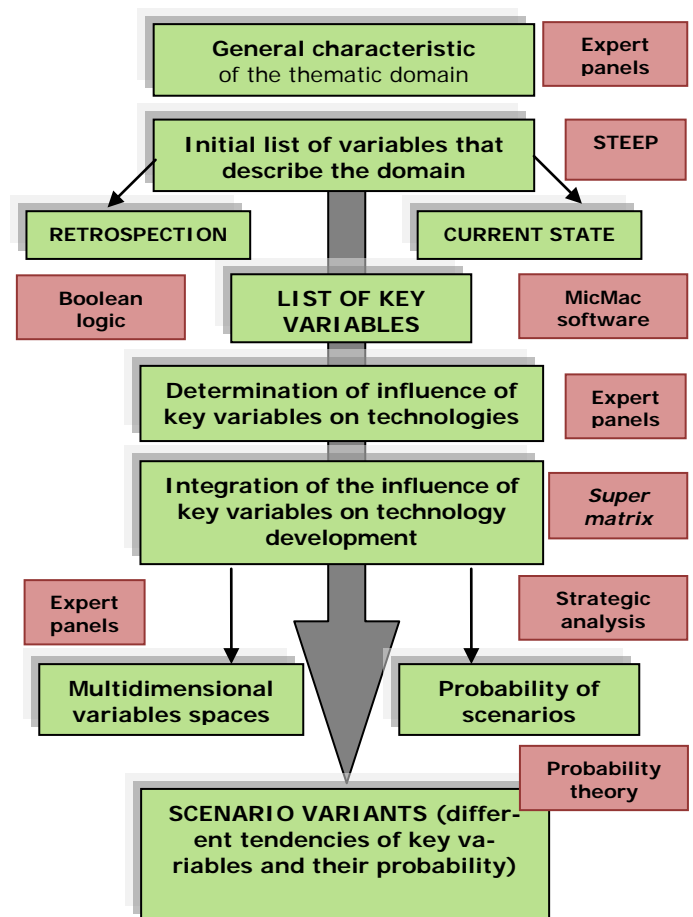 General characteristic
of the thematic domain
Expert
panels
Initial list of variables that
describe the domain
STEEP
RETROSPECTION
CURRENT STATE
Boolean
logic
LIST OF KEY
VARIABLES
MicMac
software
Determination of influence of
key variables on technologies
Expert
panels
Integration of the influence of
key variables on technology
development
Super
matrix
Expert
panels
Strategic
analysis
Multidimensional
variables spaces
Probability of
scenarios
Probability
theory
SCENARIO VARIANTS (differ-
ent tendencies of key va-
riables and their probability)